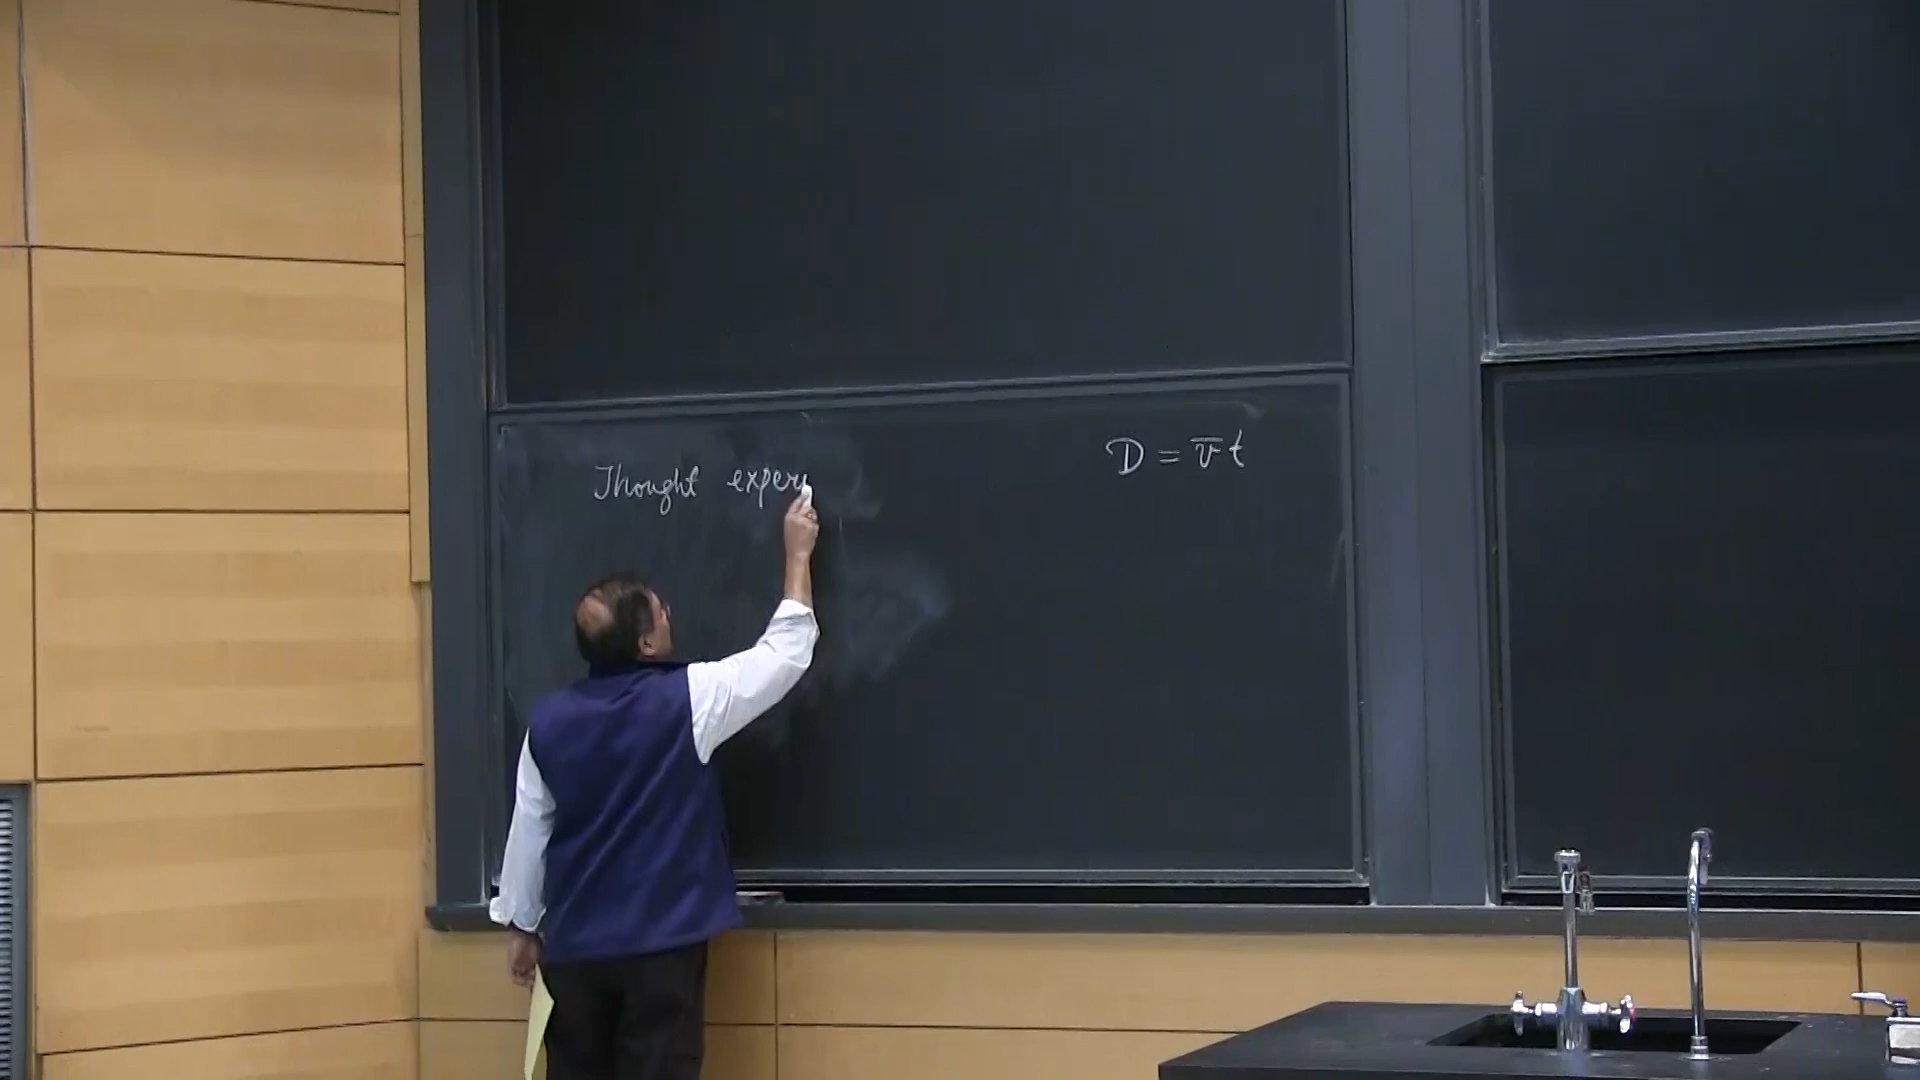 Thought exper
D = v̅ t